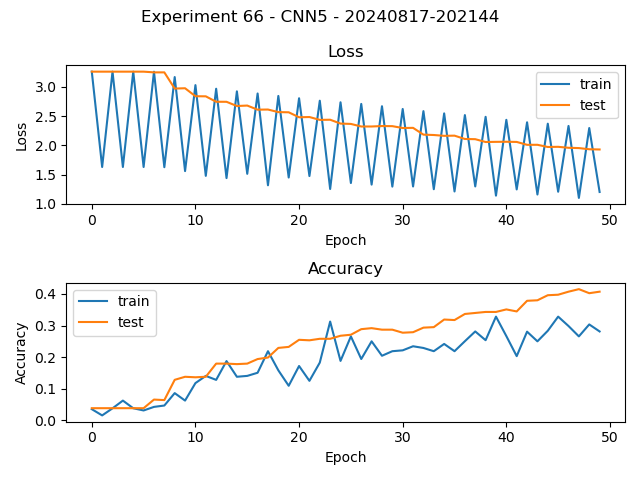 Experiment 66 - CNN5 - 20240817-202144
Loss
Loss
3.0
2.5
2.0
1.5
1.0
train
test
0 10 20 30 40 50
Epoch
Accuracy
Accuracy
0.4
0.3
0.2
0.1
0.0
train
test
0 10 20 30 40 50
Epoch